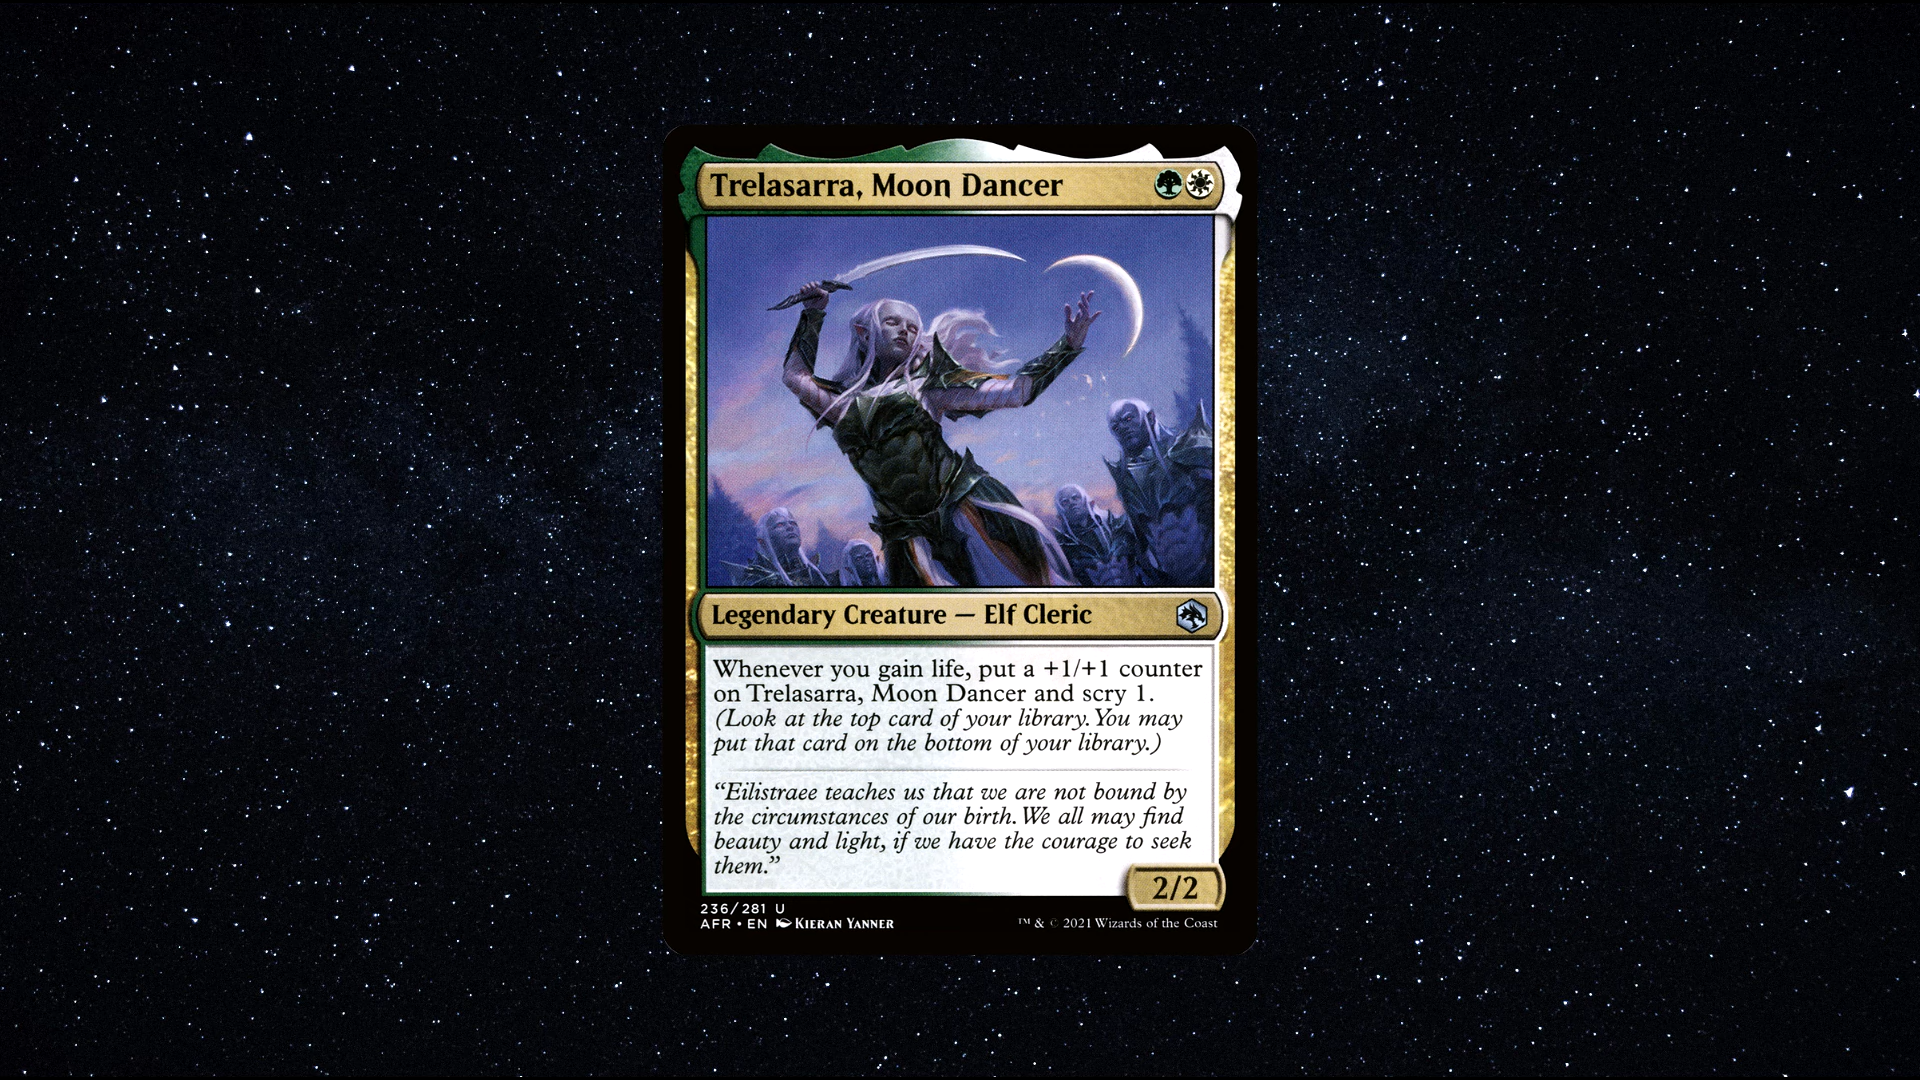 Trelasarra, Moon Dancer
Legendary Creature — Elf Cleric
Whenever you gain life, put a +1/+1 counter
on Trelasarra, Moon Dancer and scry 1.
(Look at the top card of your library. You may
put that card on the bottom of your library.)
“Eilistraee teaches us that we are not bound by
the circumstances of our birth. We all may find
beauty and light, if we have the courage to seek
them.”
2/2
236/281 U
AFR • EN KIERAN YANNER
™ & © 2021 Wizards of the Coast